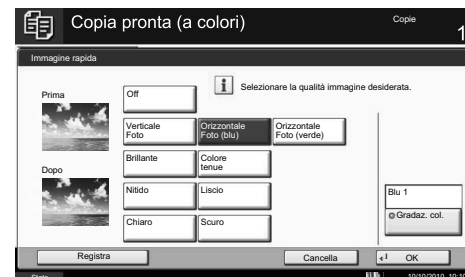 Copia pronta (a colori)
Copie
1
Immagine rapida
Prima
Off
Selezionare la qualità immagine desiderata.
Verticale
Foto
Orizzontale
Foto (blu)
Orizzontale
Foto (verde)
Dopo
Brillante
Colore
tenue
Nitido
Liscio
Blu 1
Gradaz. col.
Chiaro
Scuro
Registra
Cancella
OK
Stato
10/10/2010 10:10